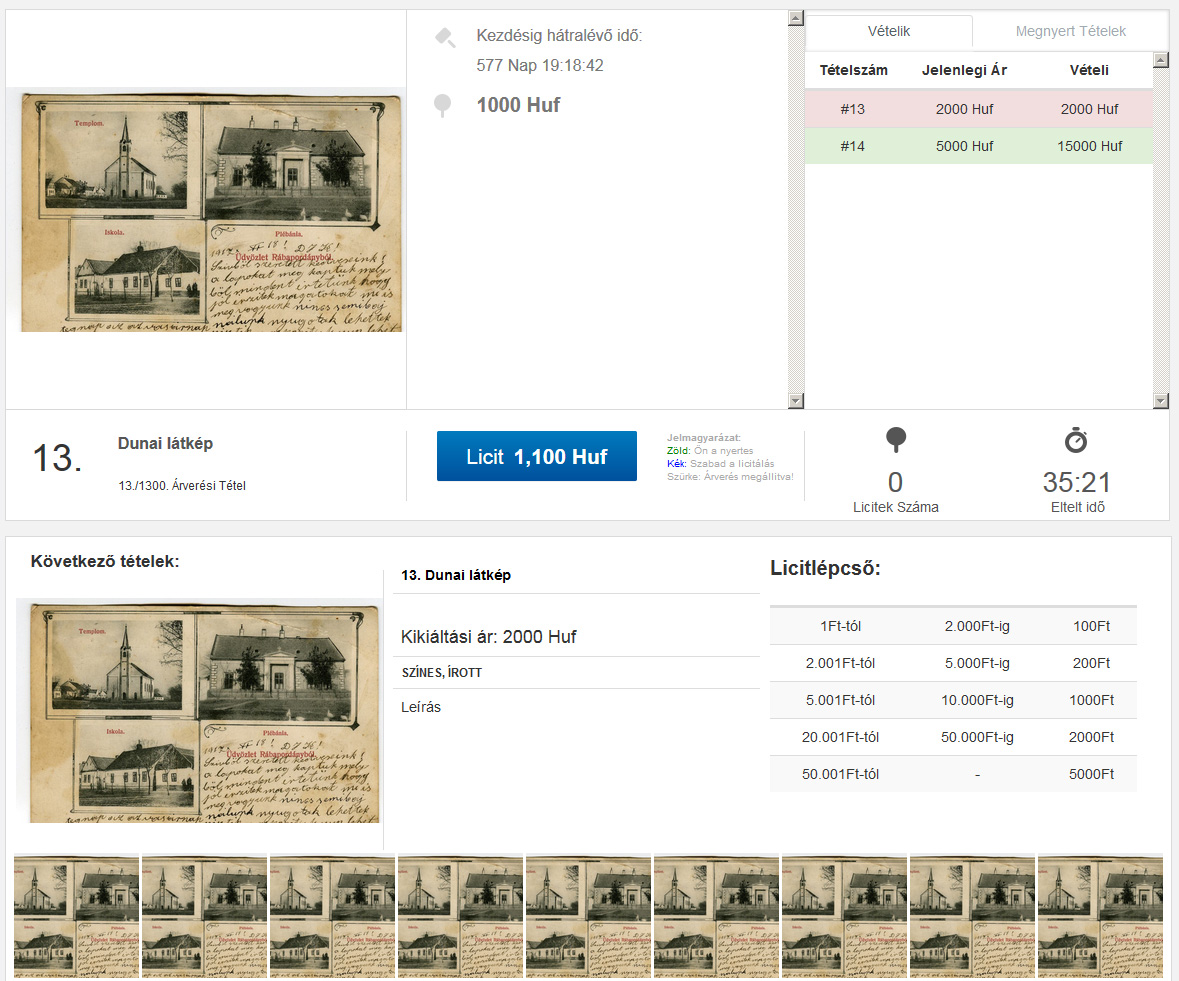 Kezdésig hátralévő idő:
577 Nap 19:18:42
1000 Huf
Vételik
Megnyert Tételek
Tételszám Jelenlegi Ár Vételi
#13 2000 Huf 2000 Huf
#14 5000 Huf 15000 Huf
Templom.
Iskola.
Plébánia.
Üdvözlet Rábapordányból.
13.
Dunai látkép
13./1300. Árverési Tétel
Licit 1,100 Huf
Jelmagyarázat:
Zöld: Ön a nyertes
Kék: Szabad a licitálás
Szürke: Árverés megállítva!
0
Licitek Száma
35:21
Eltelt idő
Következő tételek:
Templom.
Iskola.
Plébánia.
Üdvözlet Rábapordányból.
13. Dunai látkép
Kikiáltási ár: 2000 Huf
SZÍNES, ÍROTT
Leírás
Licitlépcső:
1Ft-tól 2.000Ft-ig 100Ft
2.001Ft-tól 5.000Ft-ig 200Ft
5.001Ft-tól 10.000Ft-ig 1000Ft
20.001Ft-tól 50.000Ft-ig 2000Ft
50.001Ft-tól - 5000Ft